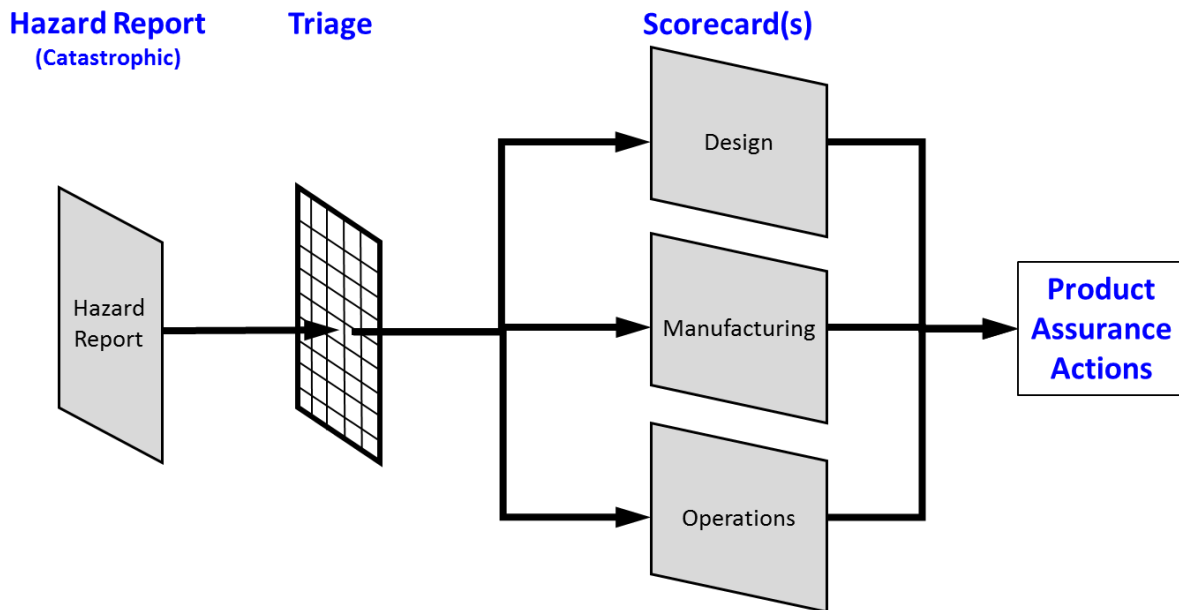 Hazard Report
(Catastrophic)
Triage
Scorecard(s)
Hazard
Report
Design
Manufacturing
Operations
Product
Assurance
Actions